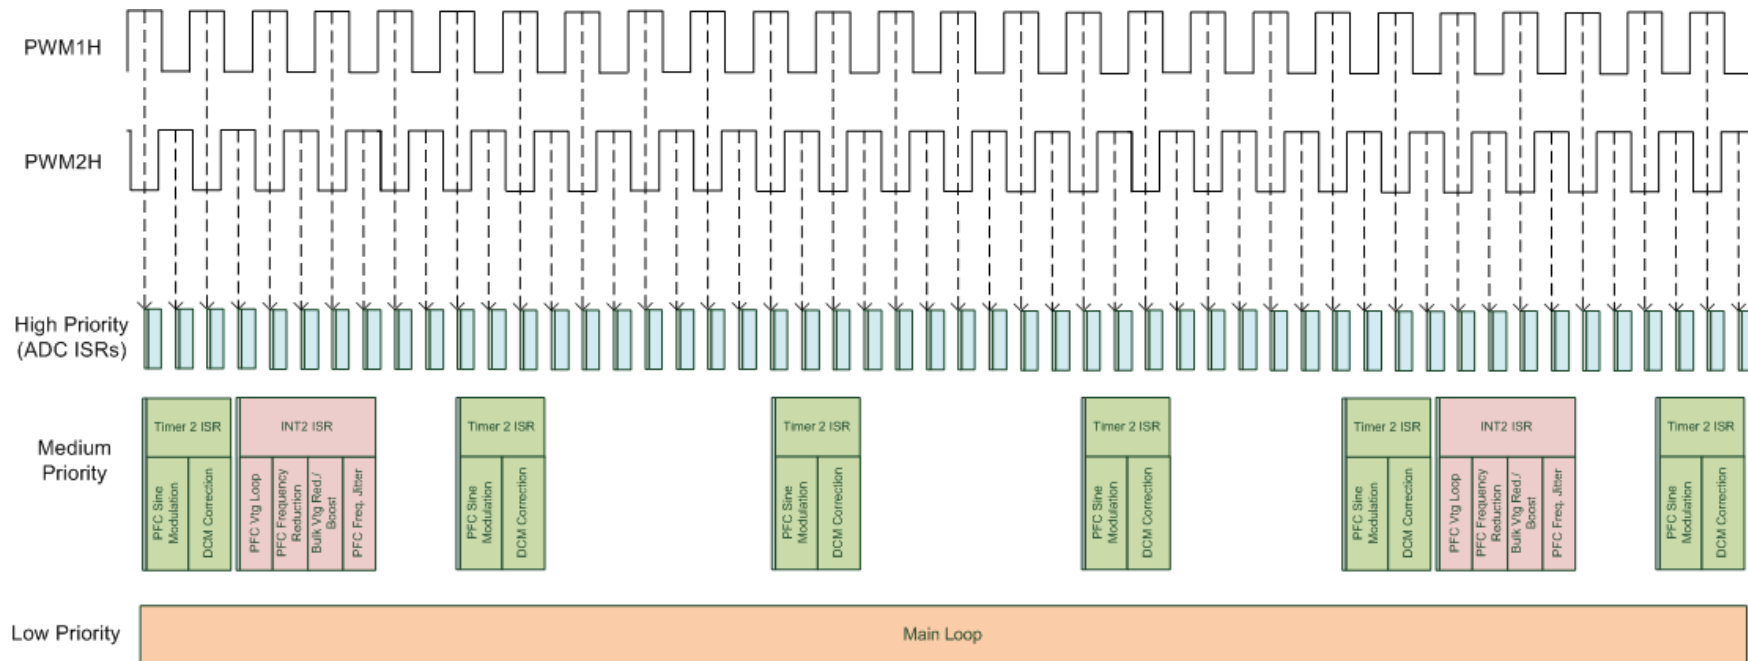 PWM1H
PWM2H
High Priority
(ADC ISRs)
Medium
Priority
Timer 2 ISR
PFC Sine
Modulation
DCM Correction
INT2 ISR
PFC Vtg Loop
PFC Frequency
Reduction
Bulk Vtg Red./
Boost
PFC Freq. Jitter
Timer 2 ISR
PFC Sine
Modulation
DCM Correction
Timer 2 ISR
PFC Sine
Modulation
DCM Correction
Timer 2 ISR
PFC Sine
Modulation
DCM Correction
Timer 2 ISR
PFC Sine
Modulation
DCM Correction
INT2 ISR
PFC Vtg Loop
PFC Frequency
Reduction
Bulk Vtg Red./
Boost
PFC Freq. Jitter
Timer 2 ISR
PFC Sine
Modulation
DCM Correction
Low Priority
Main Loop